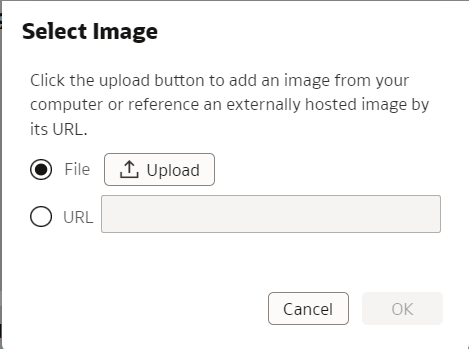 Select Image
Click the upload button to add an image from your
computer or reference an externally hosted image by
its URL.
File Upload
URL
Cancel OK